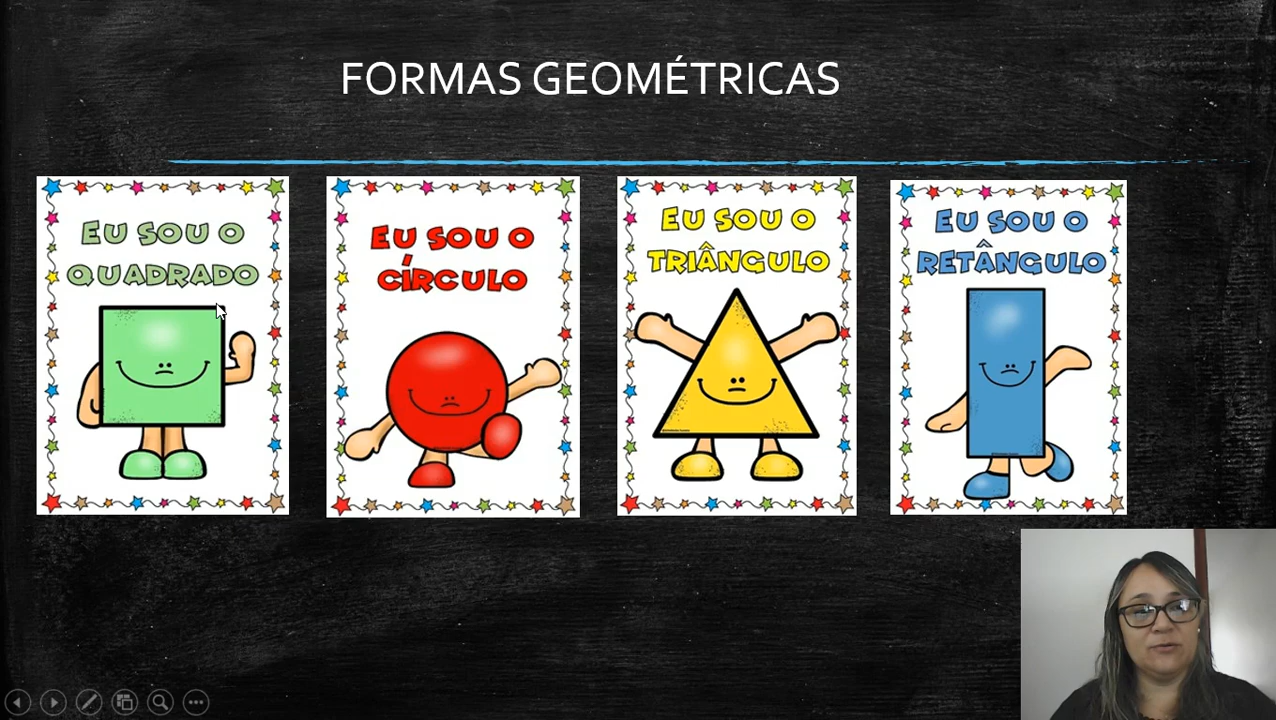 FORMAS GEOMÉTRICAS
EU SOU O
QUADRADO
EU SOU O
CÍRCULO
EU SOU O
TRIÂNGULO
EU SOU O
RETÂNGULO